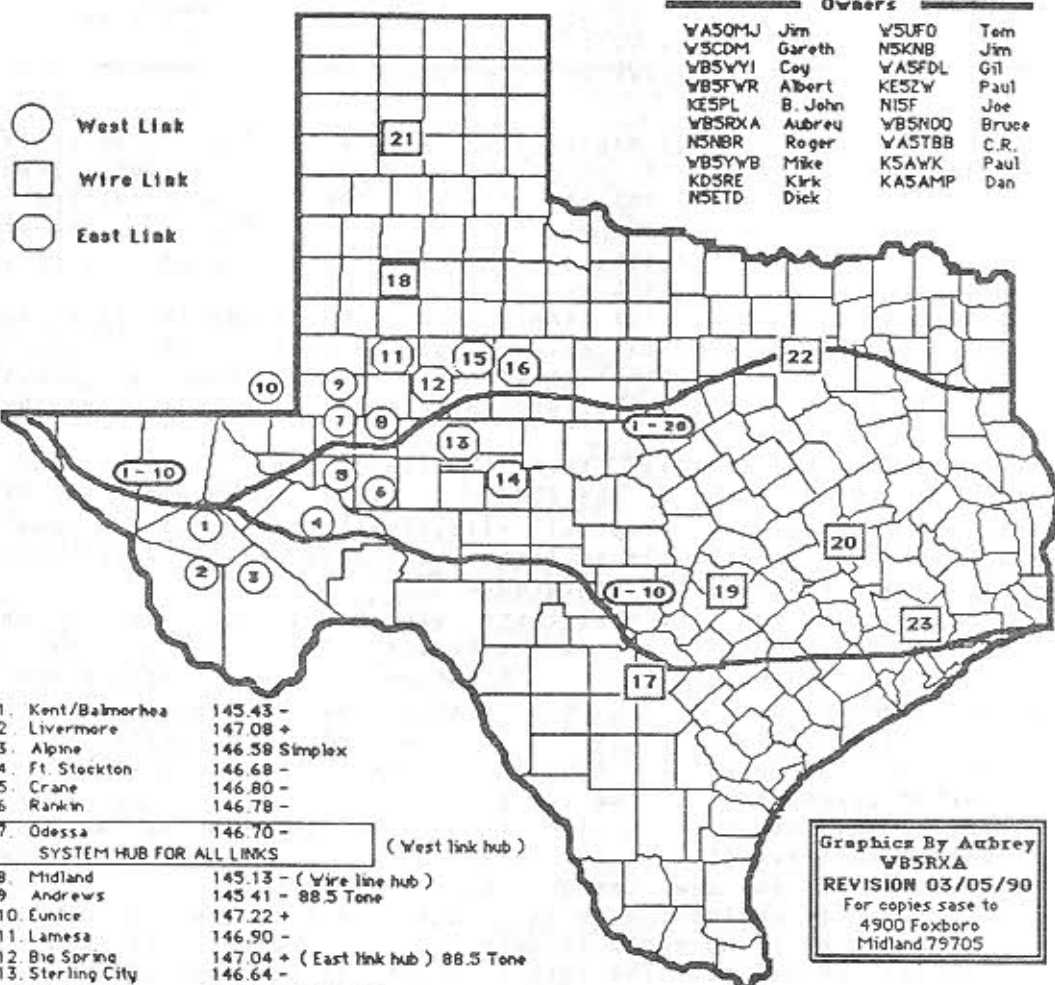 Owners
WA5OMJ Jim W5UFO Tom
W5CDM Gareth N5KNB Jim
WB5WYI Coy WA5FDL Gil
WB5FWR Albert KE5ZW Paul
KE5PL B. John NI5F Joe
WB5RXA Aubrey WB5NDQ Bruce
N5NBR Roger WA5TBB C.R.
WB5YWB Mike K5AWK Paul
KD5RE Kirk KA5AMP Dan
N5ETD Dick
West Link
Wire Link
East Link
21
18
11
15
16
12
22
10
9
7
8
I - 20
13
I - 10
5
6
14
1
4
20
2
3
I - 10
19
23
17
1. Kent/Balmorhea 145.43 -
2. Livermore 147.08 +
3. Alpine 146.58 Simplex
4. Ft. Stockton 146.68 -
5 Crane 146.80 -
6 Rankin 146.78 -
7. Odessa 146.70 -
SYSTEM HUB FOR ALL LINKS
( West link hub )
8. Midland 145.13 - ( Wire line hub )
9 Andrews 145.41 - 88.5 Tone
10. Eunice 147.22 +
11. Lamesa 146.90 -
12. Big Spring 147.04 + ( East link hub ) 88.5 Tone
13. Sterling City 146.64 -
Graphics By Aubrey
WB5RXA
REVISION 03/05/90
For copies sase to
4900 Foxboro
Midland 79705